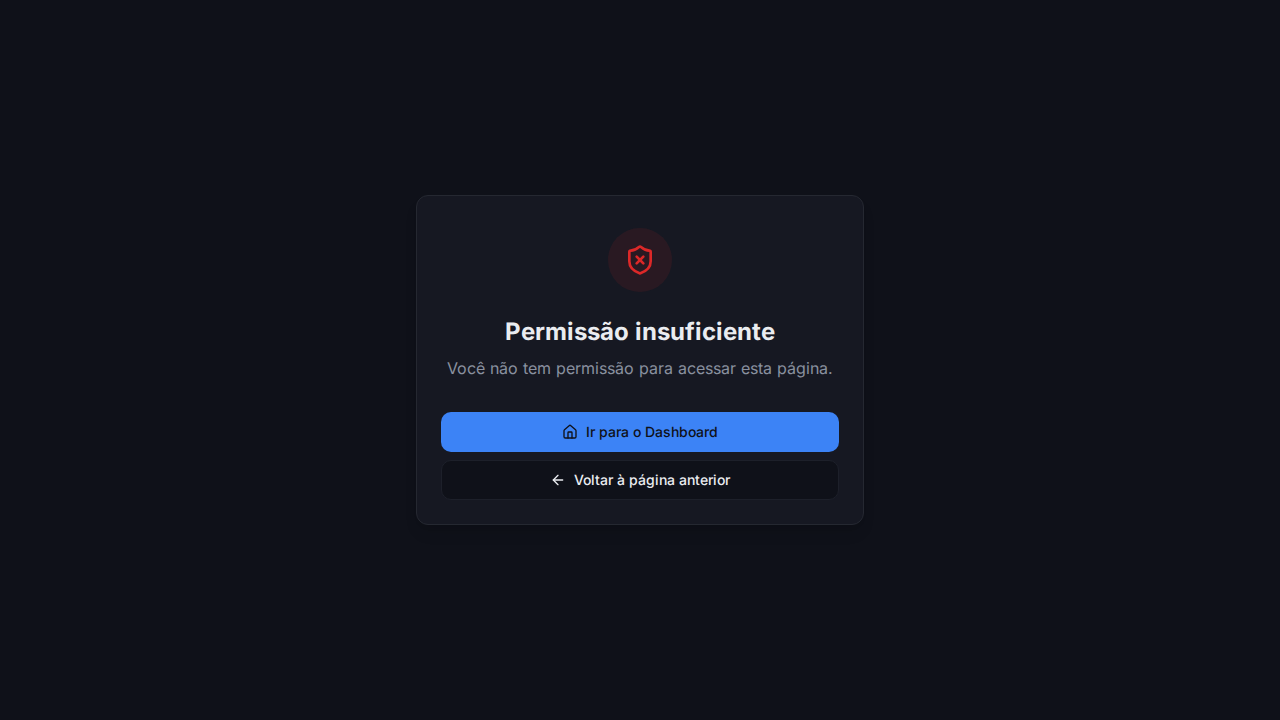 Permissão insuficiente
Você não tem permissão para acessar esta página.
Ir para o Dashboard
Voltar à página anterior